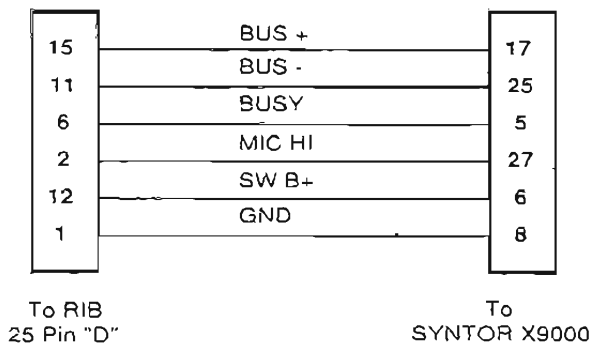 15 BUS + 17
11 BUS - 25
6 BUSY 5
2 MIC HI 27
12 SW B+ 6
1 GND 8
To RIB
25 Pin "D"
To
SYNTOR X9000